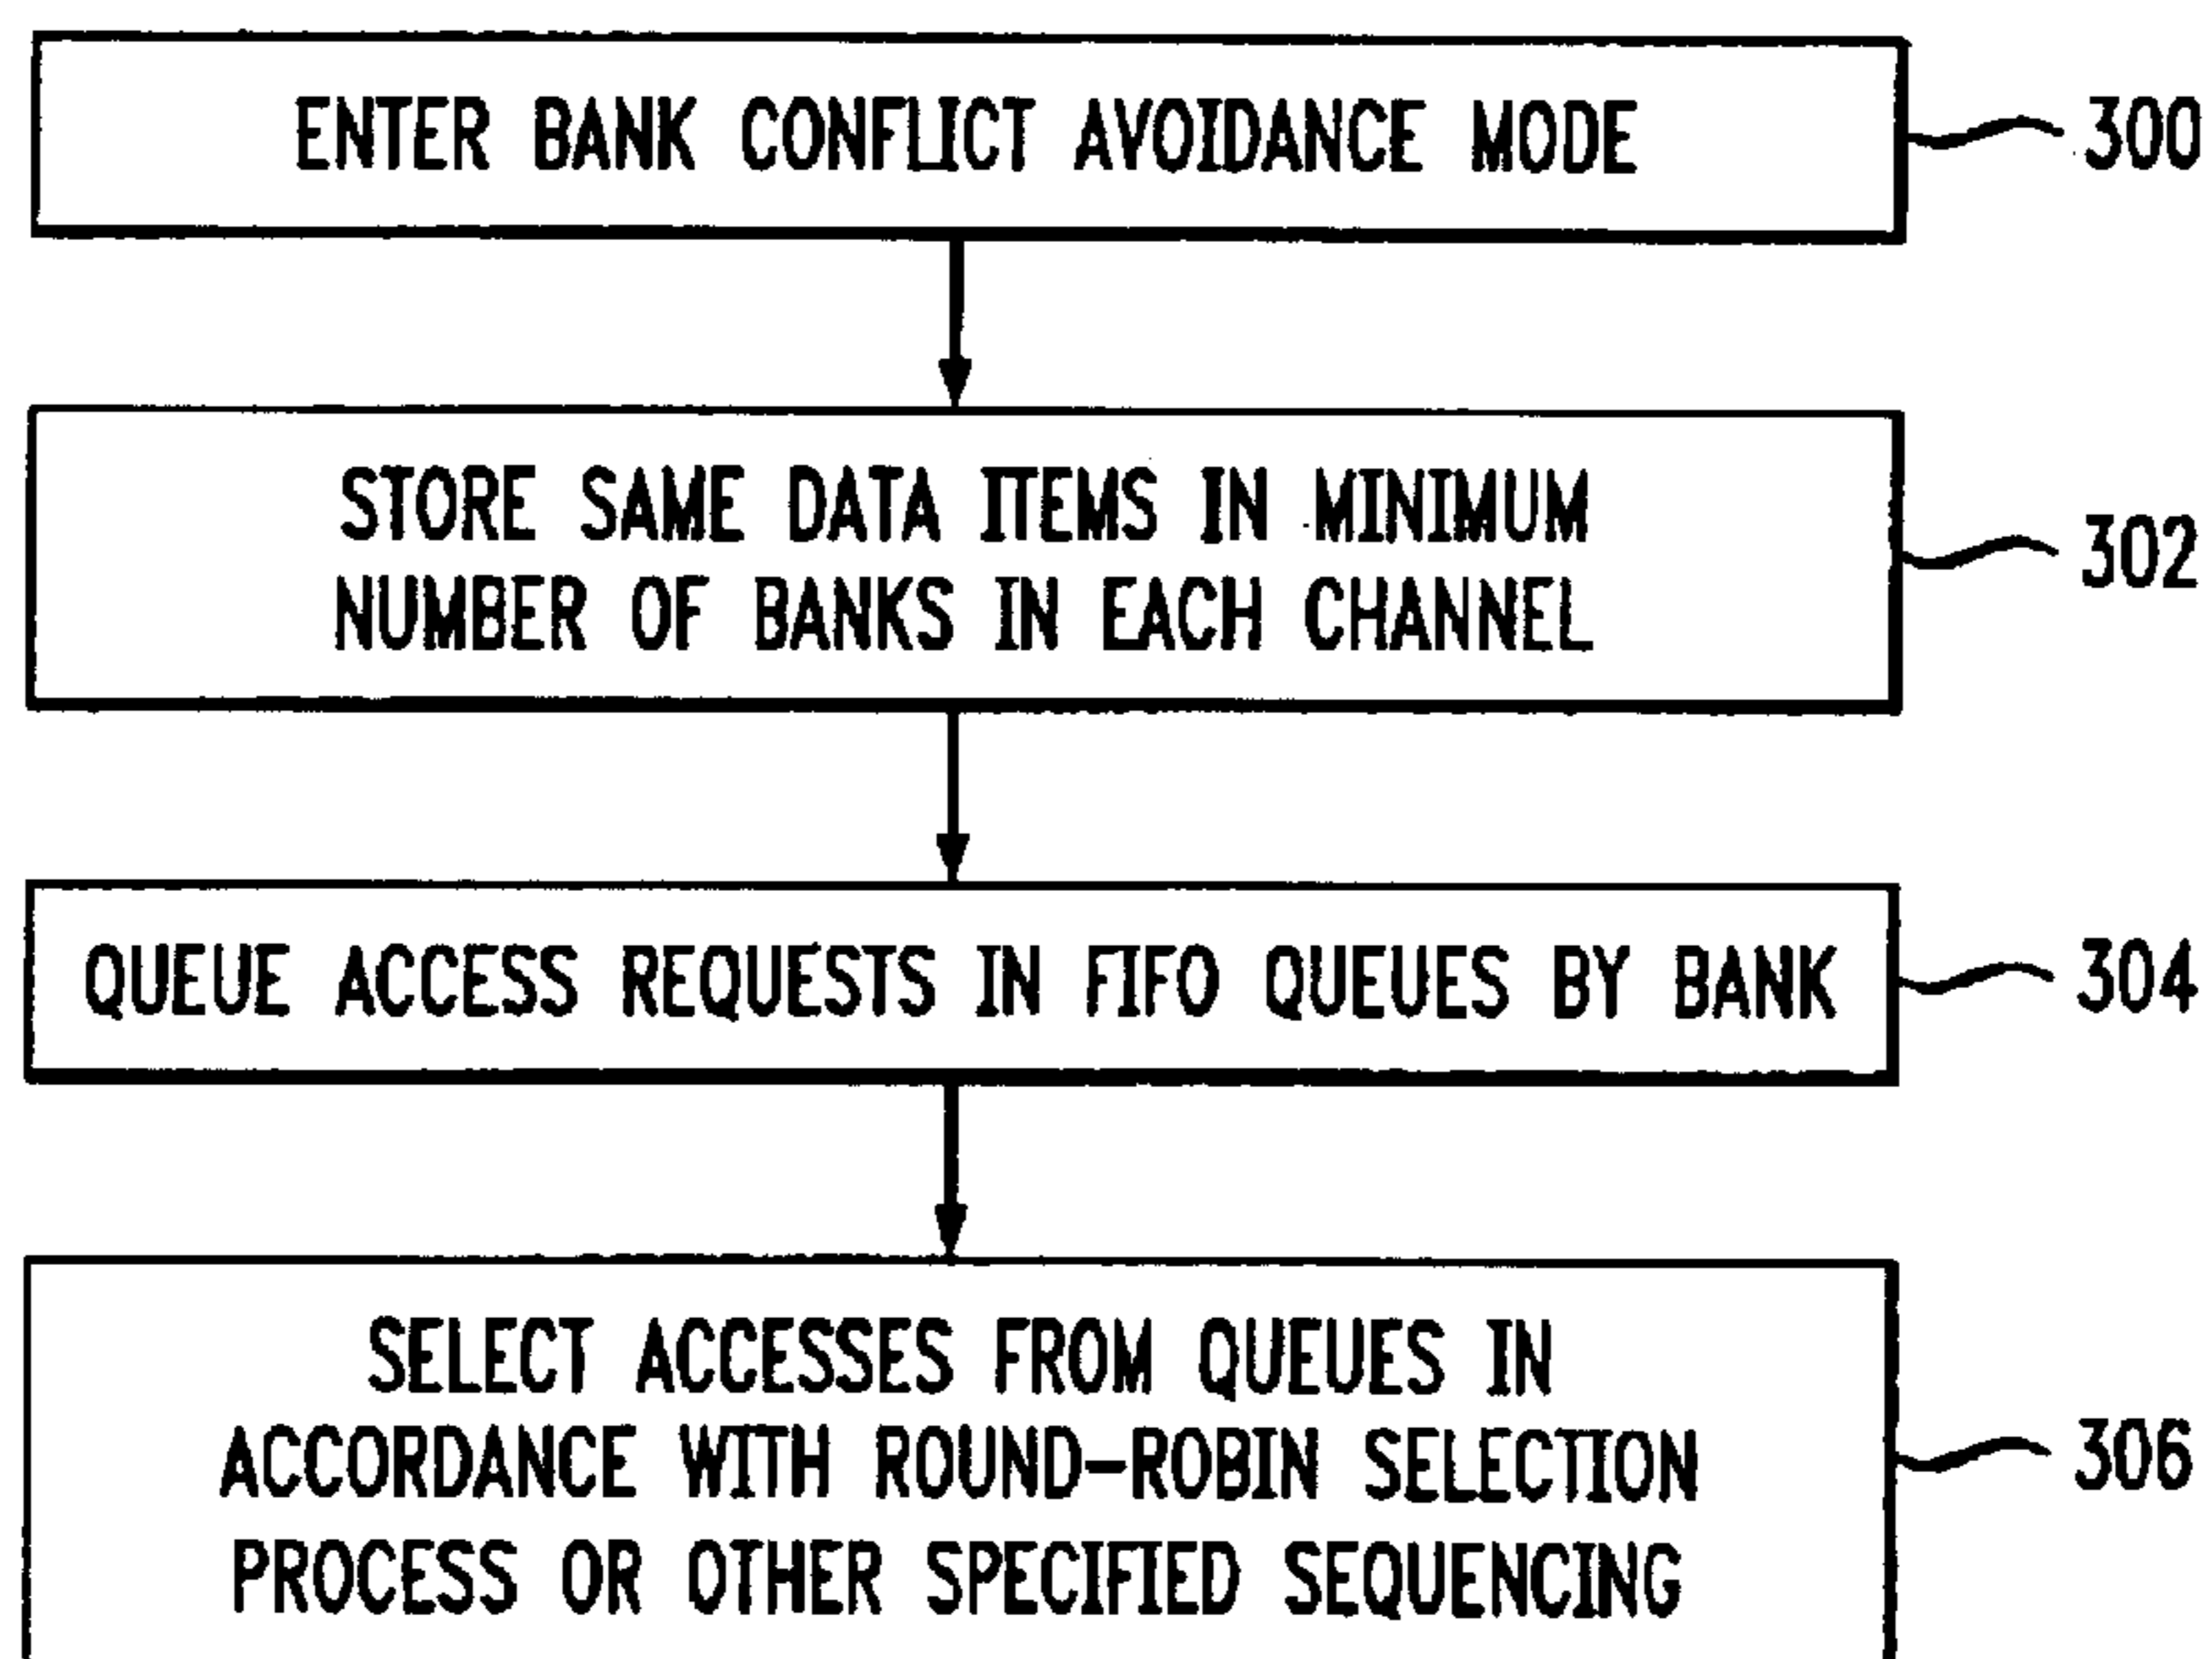 ENTER BANK CONFLICT AVOIDANCE MODE
300
STORE SAME DATA ITEMS IN MINIMUM
NUMBER OF BANKS IN EACH CHANNEL
302
QUEUE ACCESS REQUESTS IN FIFO QUEUES BY BANK
304
SELECT ACCESSES FROM QUEUES IN
ACCORDANCE WITH ROUND-ROBIN SELECTION
PROCESS OR OTHER SPECIFIED SEQUENCING
306